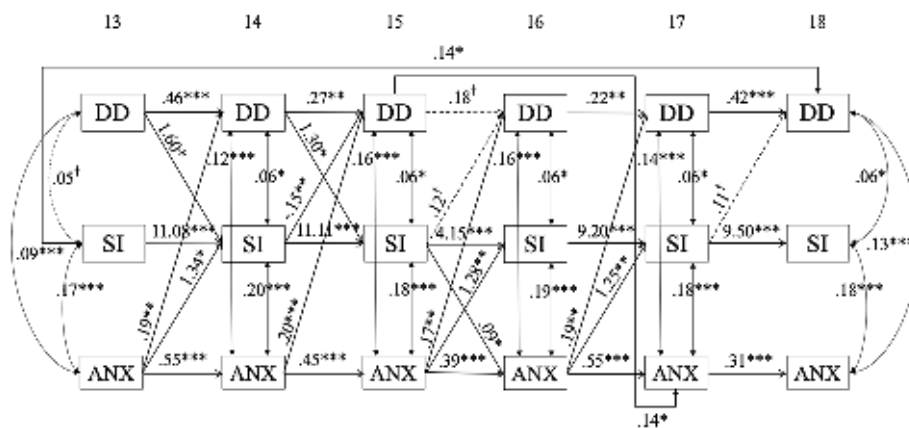 13 14 15 16 17 18
.14*
DD .46*** DD .27** DD .18† DD .22** DD .42*** DD
1.60* .12*** .06* 1.30* .16*** .06* .16*** .06* .14*** .06* .06*
.05† -.15** .12† .11†
SI 11.08*** SI 11.11*** SI 4.15*** SI 9.20*** SI 9.50*** SI
.09*** .13***
.17*** 1.34* .20*** .18*** 1.28** .19*** 1.25** .18*** .18***
.19** .20*** .17** .09* .19**
ANX .55*** ANX .45*** ANX .39*** ANX .55*** ANX .31*** ANX
.14*